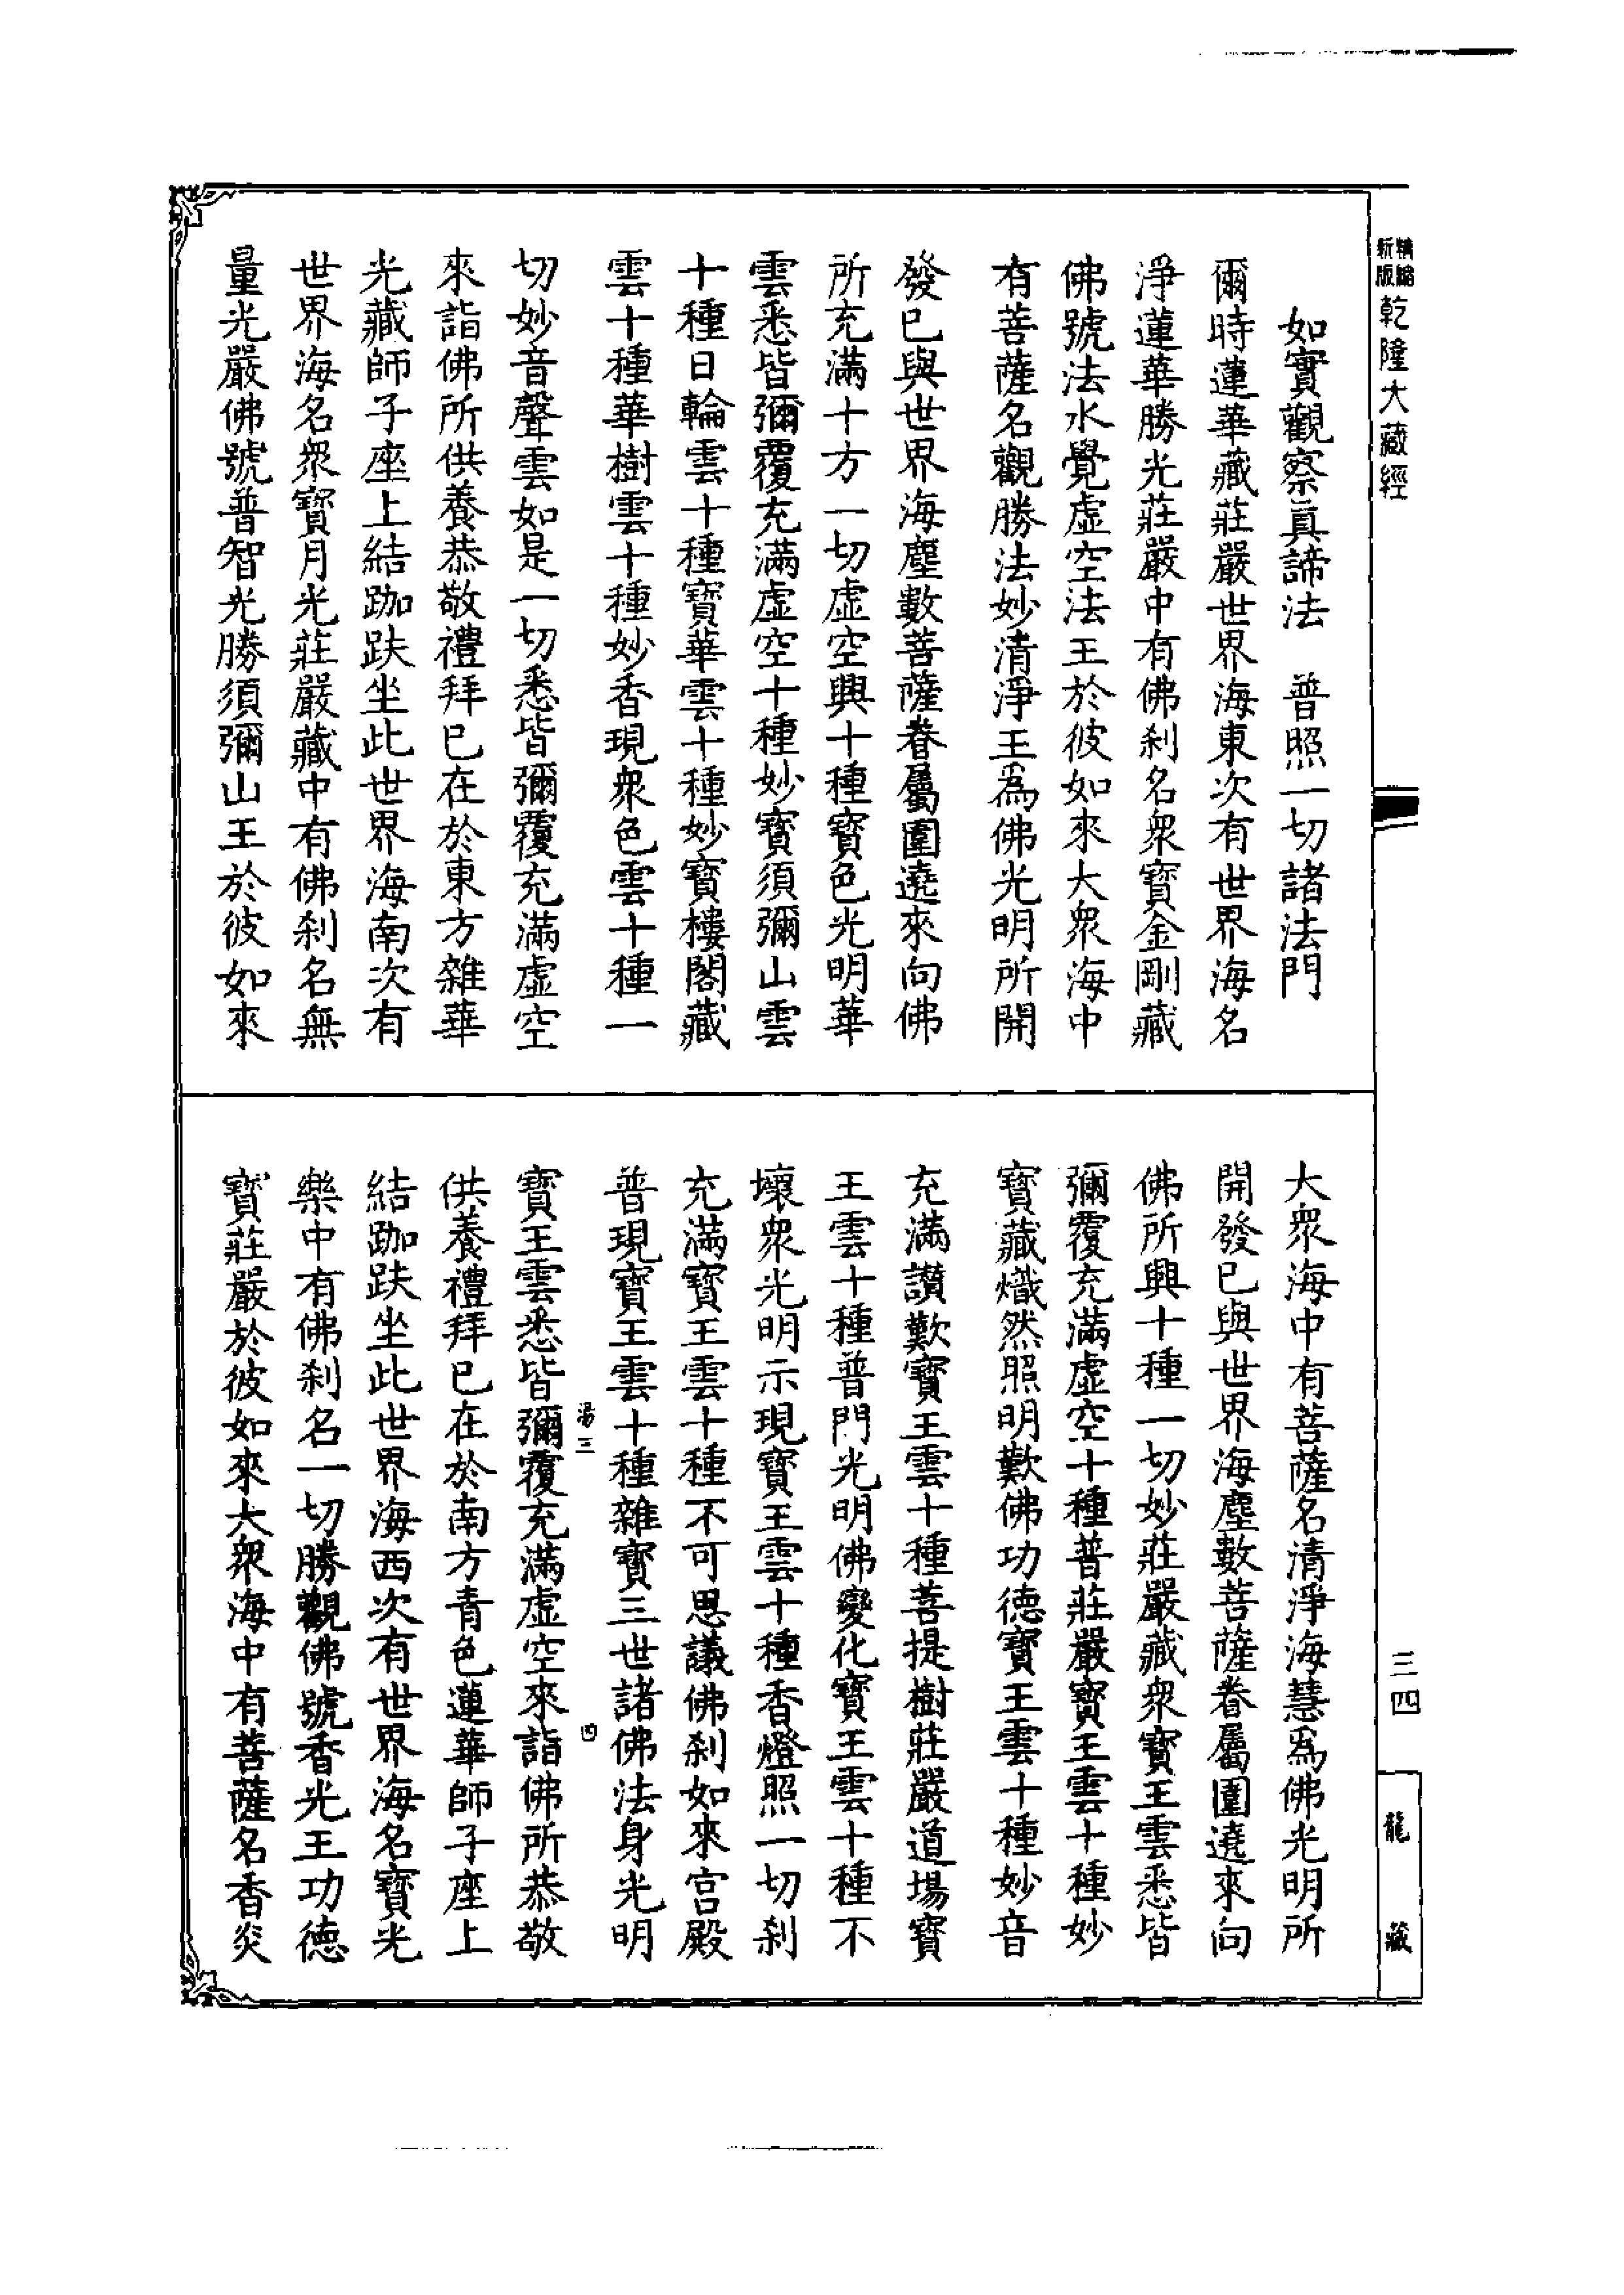 新版精縮乾隆大藏經
如實觀察眞諦法　普照一切諸法門
爾時蓮華藏莊嚴世界海東次有世界海名
淨蓮華勝光莊嚴中有佛刹名衆寶金剛藏
佛號法水覺虛空法王於彼如來大衆海中
有菩薩名觀勝法妙清淨王爲佛光明所開
發已與世界海塵數菩薩眷屬圍遶來向佛
所充滿十方一切虛空興十種寶色光明華
雲悉皆彌覆充滿虛空十種妙寶須彌山雲
十種日輪雲十種寶華雲十種妙寶樓閣藏
雲十種華樹雲十種妙香現衆色雲十種一
切妙音聲雲如是一切悉皆彌覆充滿虛空
來詣佛所供養恭敬禮拜已在於東方雜華
光藏師子座上結跏趺坐此世界海南次有
世界海名衆寶月光莊嚴藏中有佛刹名無
量光嚴佛號普智光勝須彌山王於彼如來
大衆海中有菩薩名清淨海慧爲佛光明所
開發已與世界海塵數菩薩眷屬圍遶來向
佛所興十種一切妙莊嚴藏衆寶王雲悉皆
彌覆充滿虛空十種普莊嚴寶王雲十種妙
寶藏熾然照明歎佛功德寶王雲十種妙音
充滿讚歎寶王雲十種菩提樹莊嚴道場寶
王雲十種普門光明佛變化寶王雲十種不
壞衆光明示現寶王雲十種香燈照一切刹
充滿寶王雲十種不可思議佛刹如來宮殿
普現寶王雲十種雜寶三世諸佛法身光明
湯三　四
寶王雲悉皆彌覆充滿虛空來詣佛所恭敬
供養禮拜已在於南方青色蓮華師子座上
結跏趺坐此世界海西次有世界海名寶光
樂中有佛刹名一切勝觀佛號香光王功德
寶莊嚴於彼如來大衆海中有菩薩名香炎
三四
龍藏